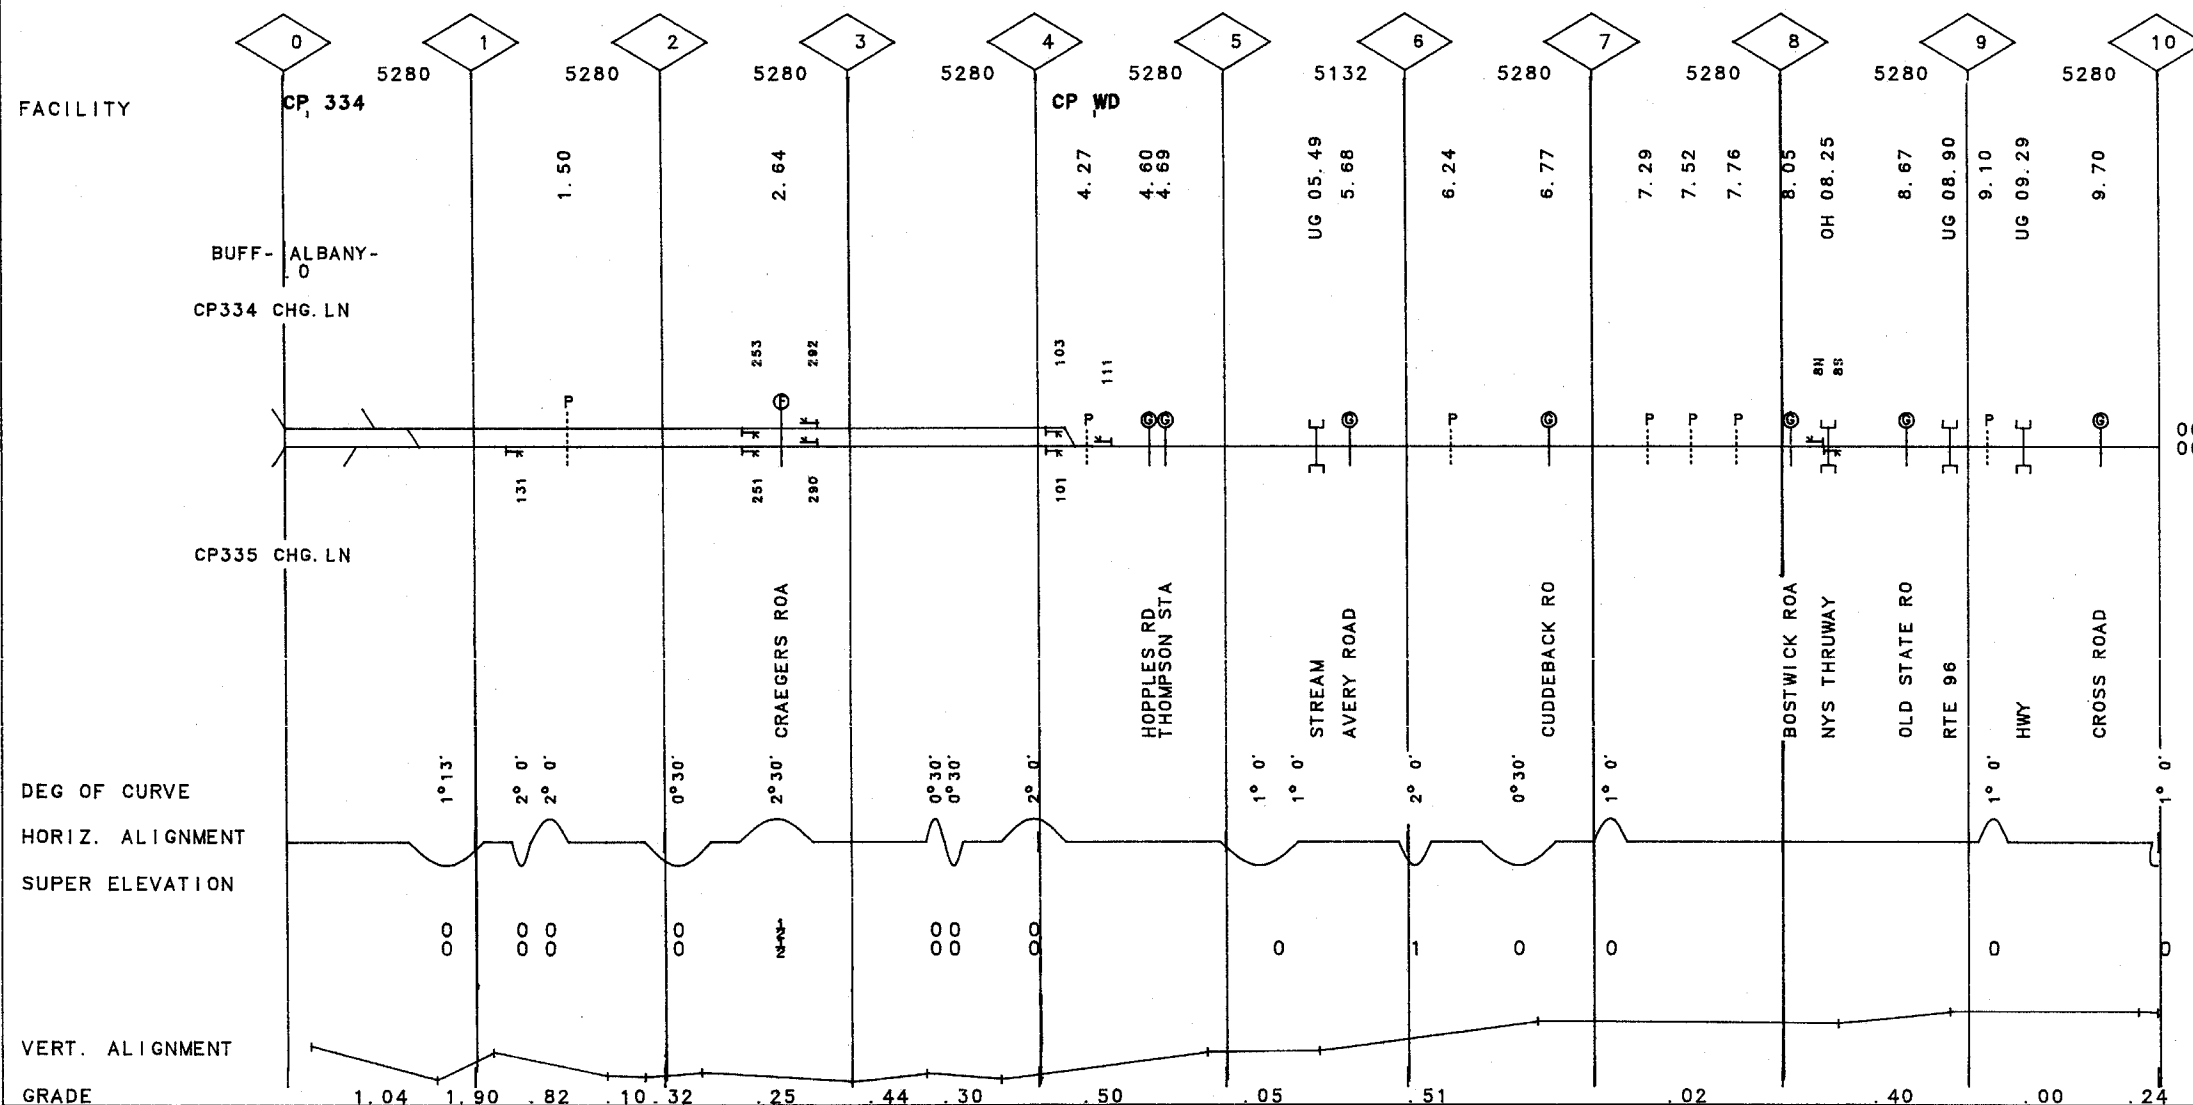 0 1 2 3 4 5 6 7 8 9 10
5280 5280 5280 5280 5280 5132 5280 5280 5280 5280
FACILITY
CP 334
CP WD
1.50
2.64
4.27
4.60
4.69
UG 05.49
5.68
6.24
6.77
7.29
7.52
7.76
8.05
OH 08.25
8.67
UG 08.90
9.10
UG 09.29
9.70
BUFF- ALBANY-
0
CP334 CHG.LN
253
292
103
111
8N
8S
P F P G G G P G P P P G G P G
131
251
290
101
CP335 CHG.LN
CRAEGERS ROA
HOPPLES RD
THOMPSON STA
STREAM
AVERY ROAD
CUDDEBACK RO
BOSTWICK ROA
NYS THRUWAY
OLD STATE RO
RTE 96
HWY
CROSS ROAD
DEG OF CURVE
1°13' 2° 0' 2° 0' 0°30' 2°30' 0°30' 0°30' 2° 0' 1° 0' 1° 0' 2° 0' 0°30' 1° 0' 1° 0' 1° 0'
HORIZ. ALIGNMENT
SUPER ELEVATION
0 0 0 0 0 0 0
0 0 0 0 0 0 0 0 1 0 0 0 0
VERT. ALIGNMENT
GRADE 1.04 1.90 .82 .10 .32 .25 .44 .30 .50 .05 .51 .02 .40 .00 .24